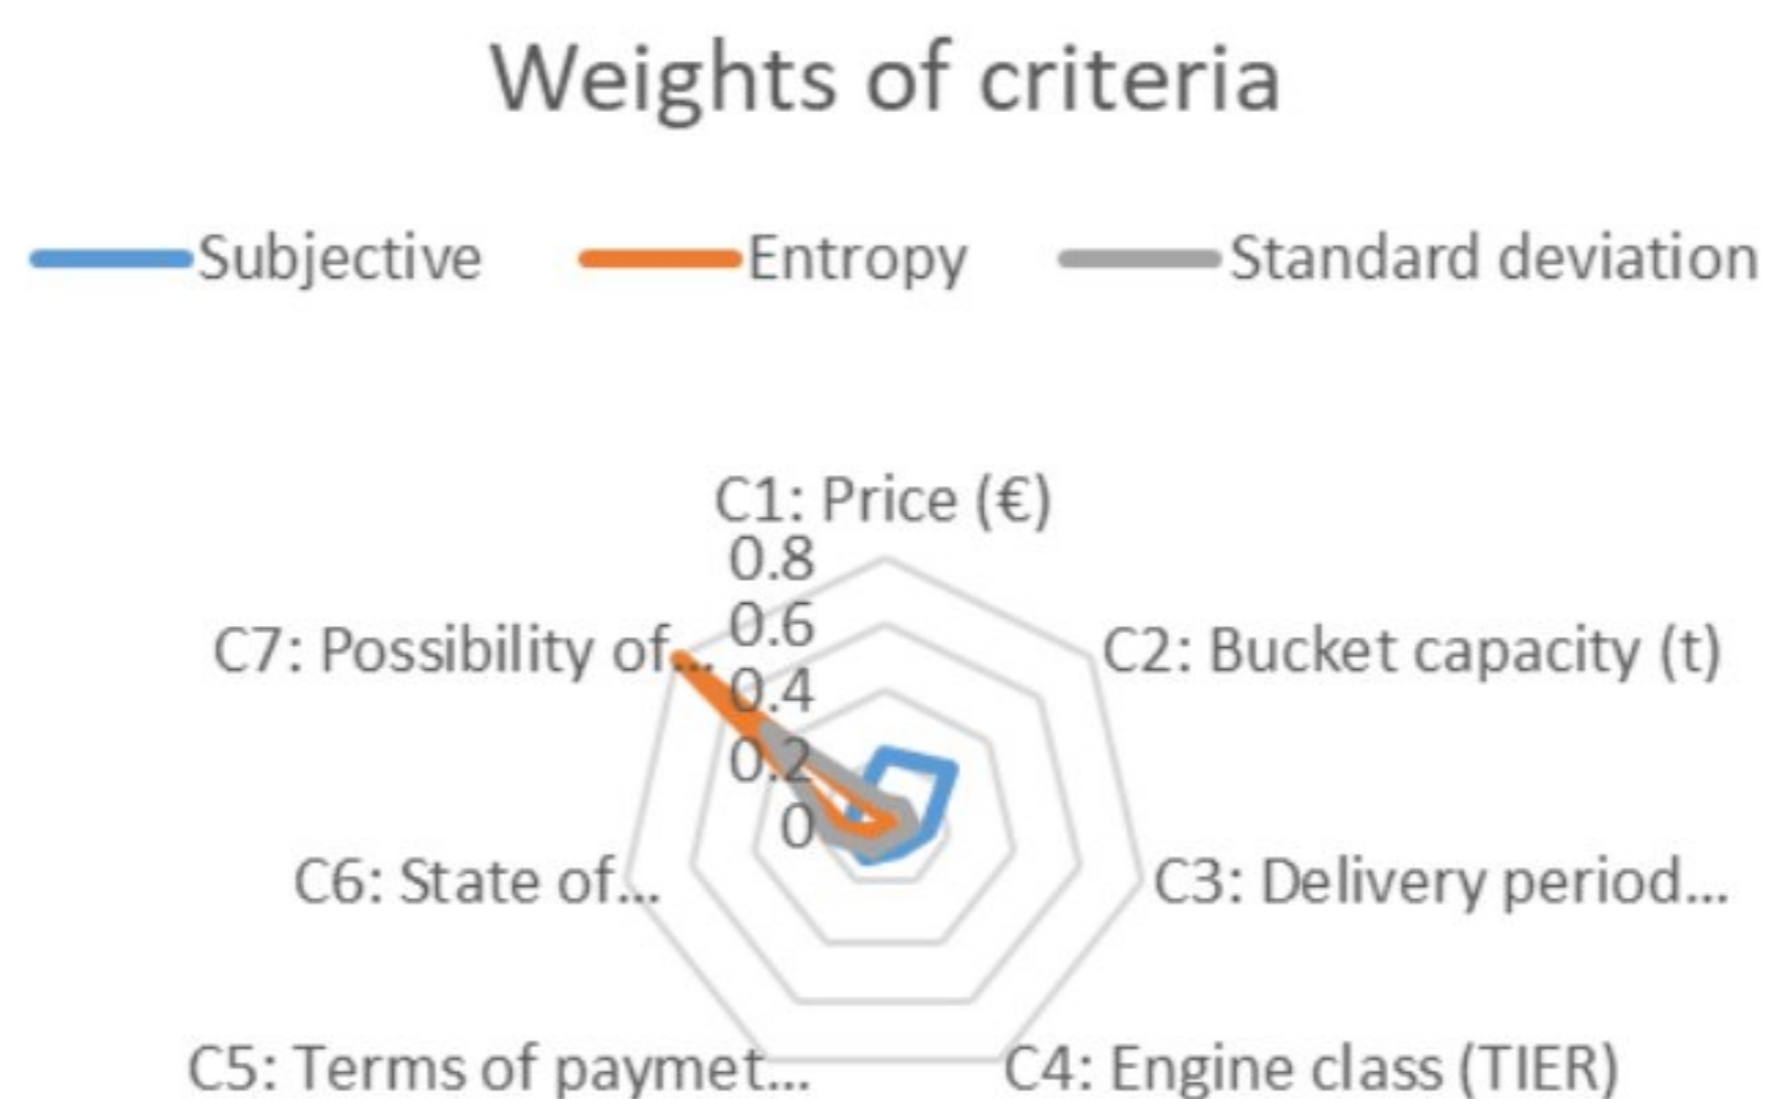 Weights of criteria
Subjective Entropy Standard deviation
C1: Price (€)
0.8
0.6
C7: Possibility of...
C2: Bucket capacity (t)
0.4
0.2
0
C6: State of...
C3: Delivery period...
C5: Terms of paymet...
C4: Engine class (TIER)